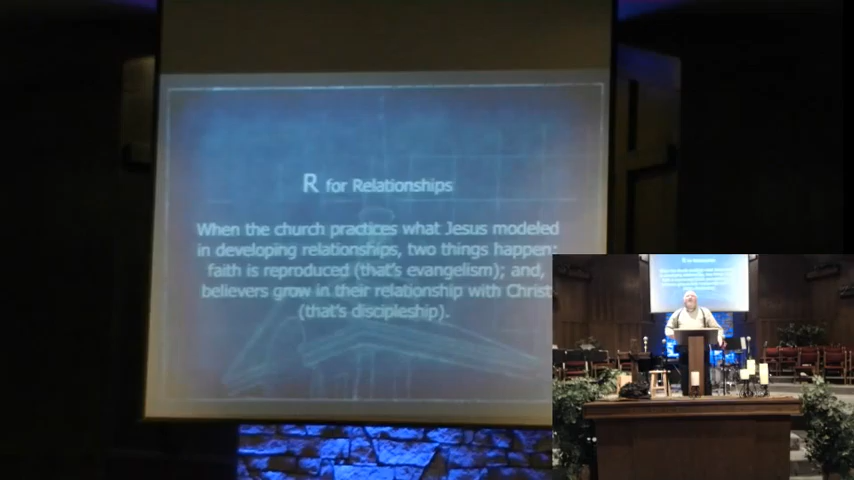 R for Relationships
When the church practices what Jesus modeled
in developing relationships, two things happen:
faith is reproduced (that's evangelism); and,
believers grow in their relationship with Christ
(that's discipleship).